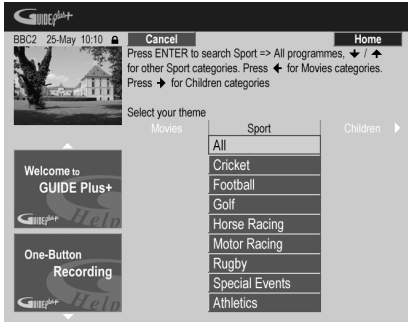 GUIDE Plus+
BBC2 25-May 10:10
Cancel
Home
Press ENTER to search Sport => All programmes, ↓ / ↑
for other Sport categories. Press ← for Movies categories.
Press → for Children categories
Select your theme
Movies
Sport
Children
All
Cricket
Football
Golf
Horse Racing
Motor Racing
Rugby
Special Events
Athletics
Welcome to
GUIDE Plus+
GUIDE Plus+ Help
One-Button
Recording
GUIDE Plus+ Help